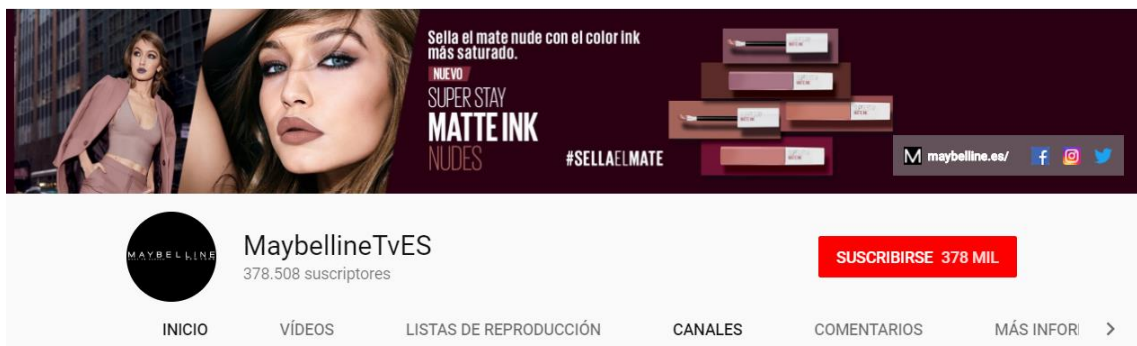 Sella el mate nude con el color ink
más saturado.
NUEVO
SUPER STAY
MATTE INK
NUDES
#SELLAELMATE
M maybelline.es/
MAYBELLINE
MaybellineTvES
378.508 suscriptores
SUSCRIBIRSE 378 MIL
INICIO VÍDEOS LISTAS DE REPRODUCCIÓN CANALES COMENTARIOS MÁS INFORI